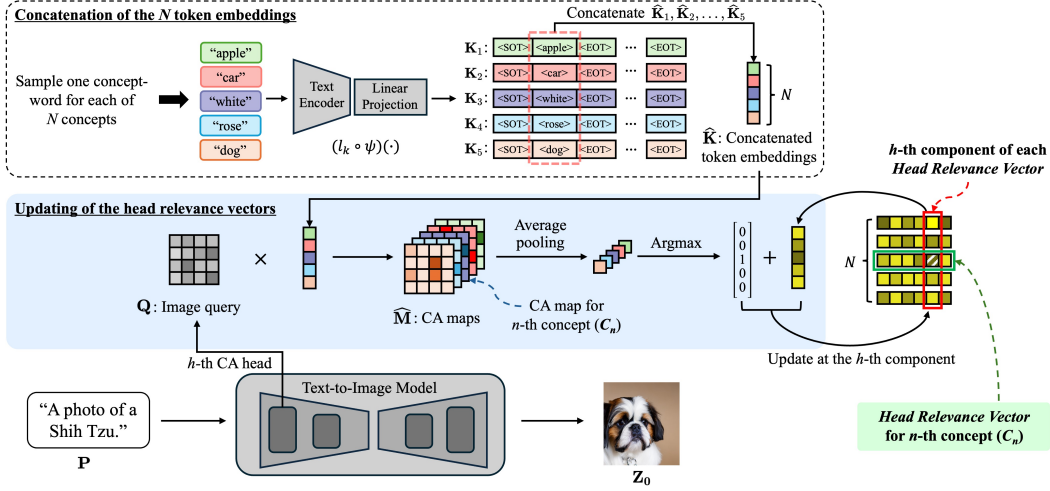 Concatenation of the N token embeddings
Concatenate K̂₁, K̂₂, . . . , K̂₅
Sample one concept-
word for each of
N concepts
"apple"
"car"
"white"
"rose"
"dog"
Text
Encoder
Linear
Projection
(lₖ ∘ ψ)(·)
K₁: <SOT> <apple> <EOT> ··· <EOT>
K₂: <SOT> <car> <EOT> ··· <EOT>
K₃: <SOT> <white> <EOT> ··· <EOT>
K₄: <SOT> <rose> <EOT> ··· <EOT>
K₅: <SOT> <dog> <EOT> ··· <EOT>
N
K̂: Concatenated
token embeddings
h-th component of each
Head Relevance Vector
Updating of the head relevance vectors
Q: Image query
×
M̂: CA maps
CA map for
n-th concept (Cₙ)
Average
pooling
Argmax
0
0
1
0
0
+
N
Update at the h-th component
Head Relevance Vector
for n-th concept (Cₙ)
h-th CA head
Text-to-Image Model
"A photo of a
Shih Tzu."
P
Z₀